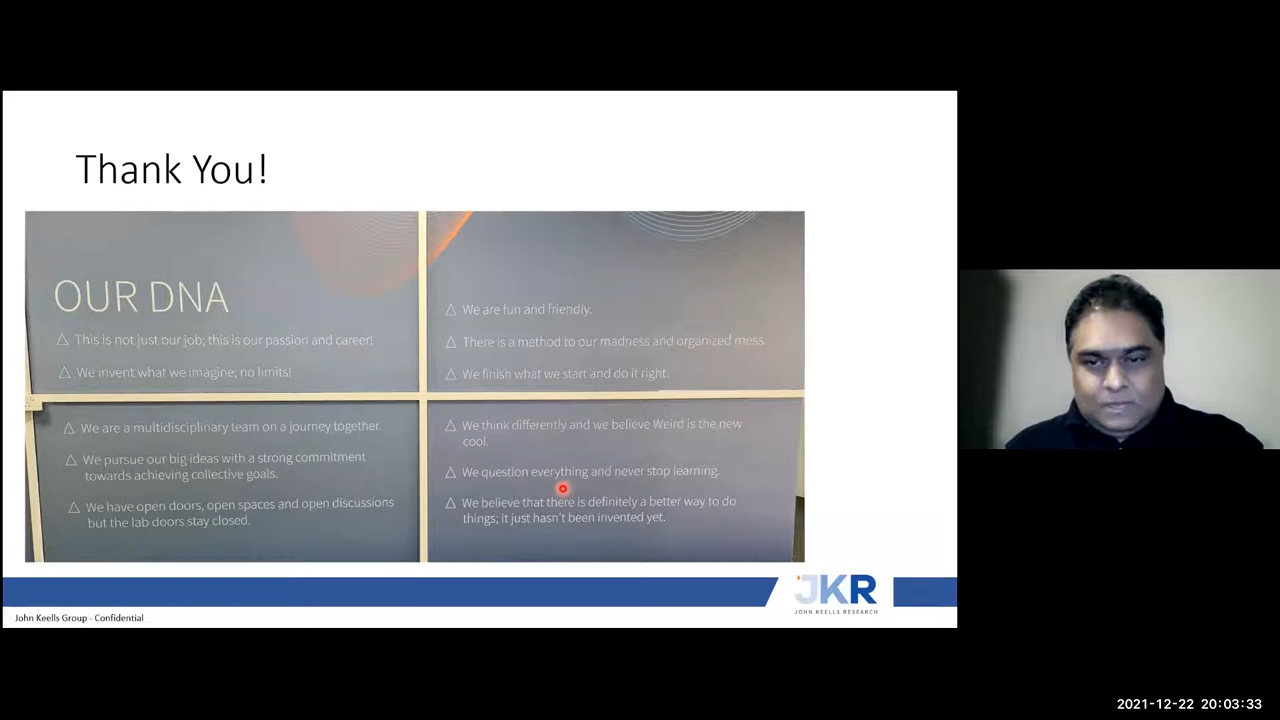 Thank You!
OUR DNA
△ This is not just our job; this is our passion and career!
△ We invent what we imagine; no limits!
△ We are a multidisciplinary team on a journey together.
△ We pursue our big ideas with a strong commitment
towards achieving collective goals.
△ We have open doors, open spaces and open discussions
but the lab doors stay closed.
△ We are fun and friendly.
△ There is a method to our madness and organized mess.
△ We finish what we start and do it right.
△ We think differently and we believe Weird is the new
cool.
△ We question everything and never stop learning.
△ We believe that there is definitely a better way to do
things; it just hasn't been invented yet.
JKR
JOHN KEELLS RESEARCH
John Keells Group - Confidential
2021-12-22 20:03:33